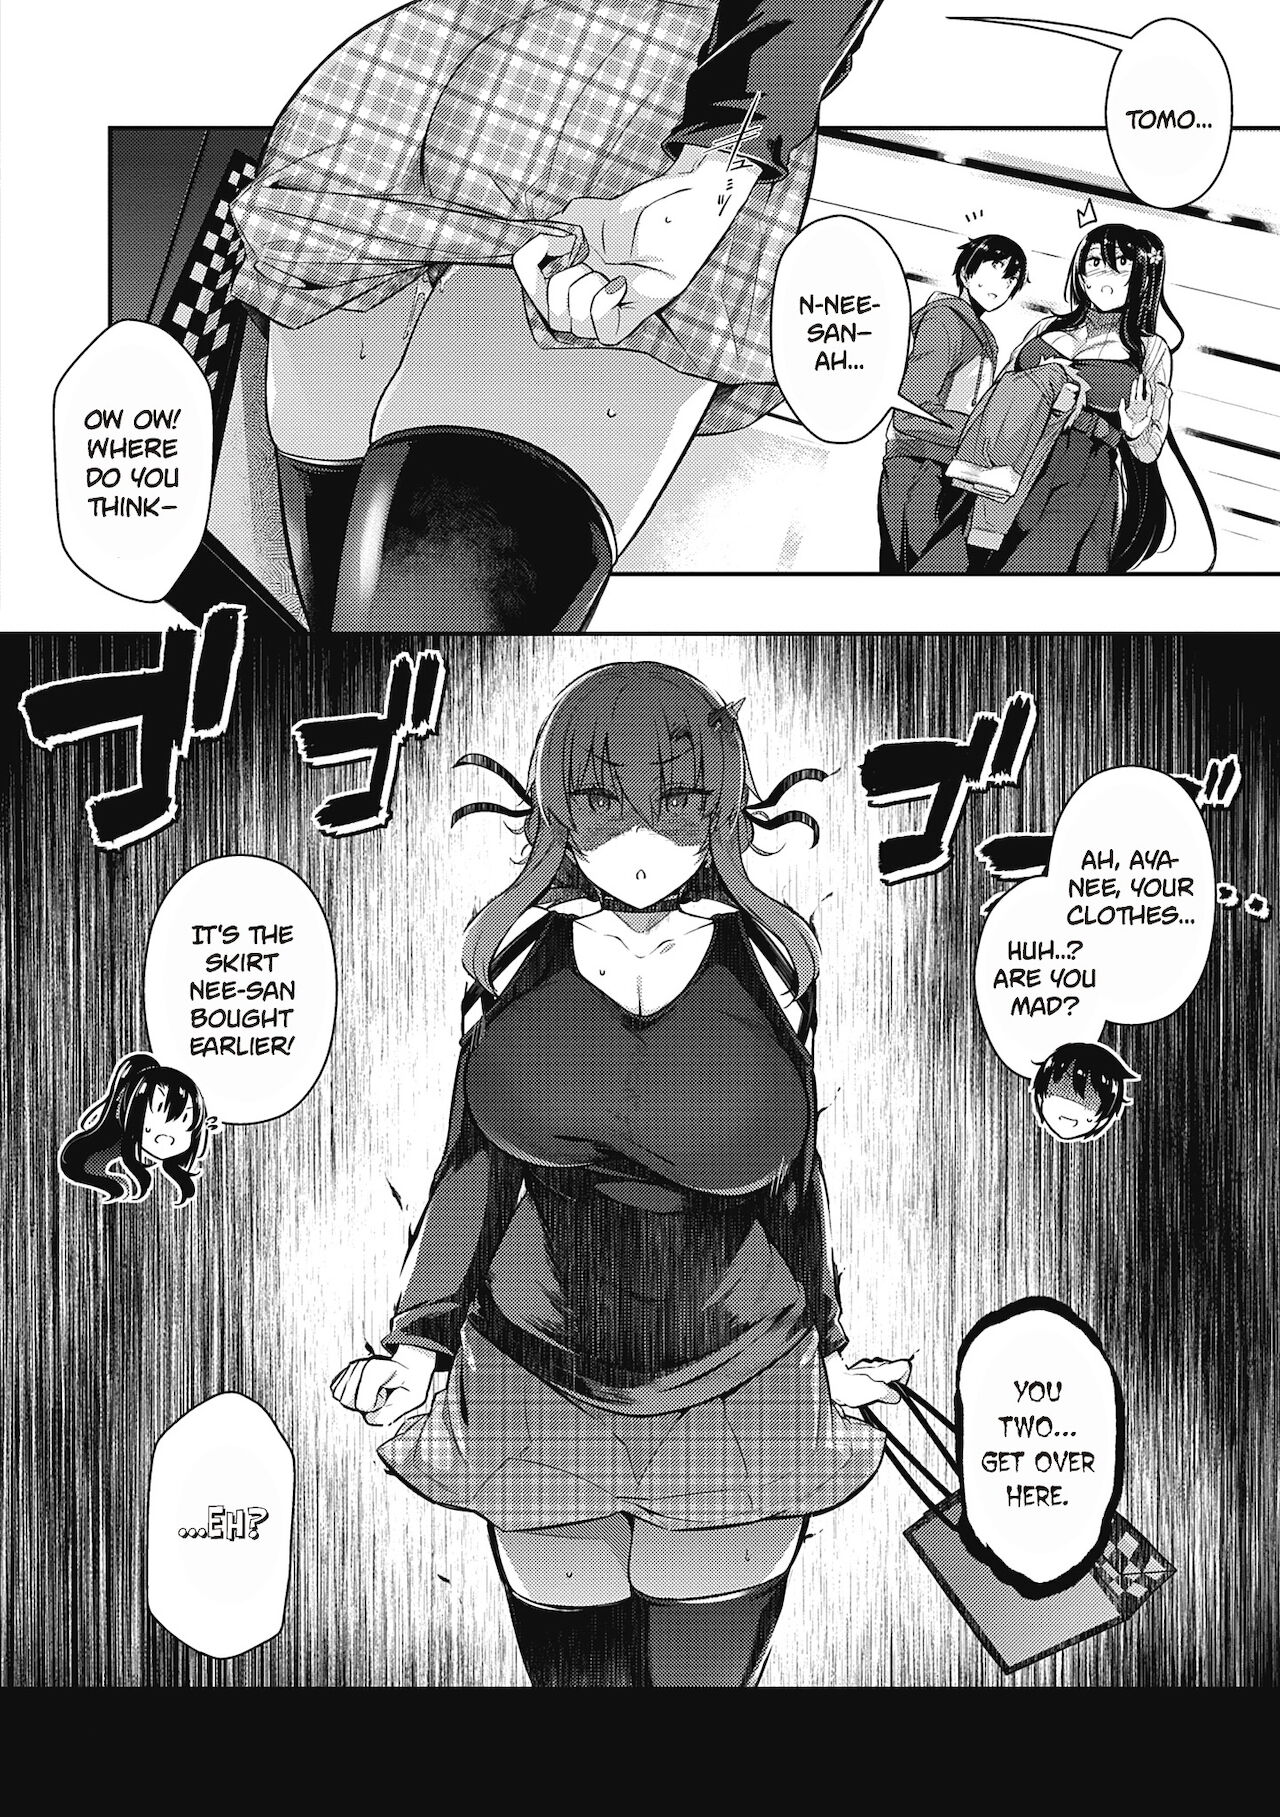 TOMO...
N-NEE-
SAN—
AH...
OW OW!
WHERE
DO YOU
THINK—
ゴゴゴゴ...
AH, AYA-
NEE, YOUR
CLOTHES...
HUH...?
ARE YOU
MAD?
IT'S THE
SKIRT
NEE-SAN
BOUGHT
EARLIER!
YOU
TWO...
GET OVER
HERE.
...EH?